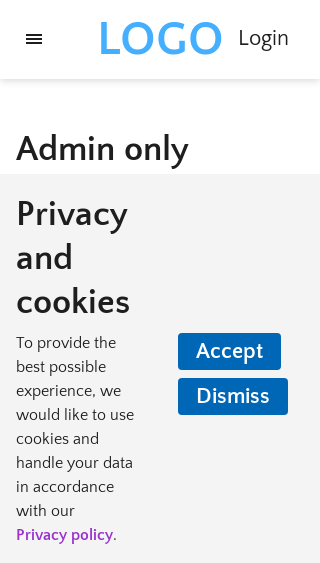 LOGO Login
Admin only
Privacy
and
cookies
To provide the
best possible
experience, we
would like to use
cookies and
handle your data
in accordance
with our
Privacy policy.
Accept
Dismiss